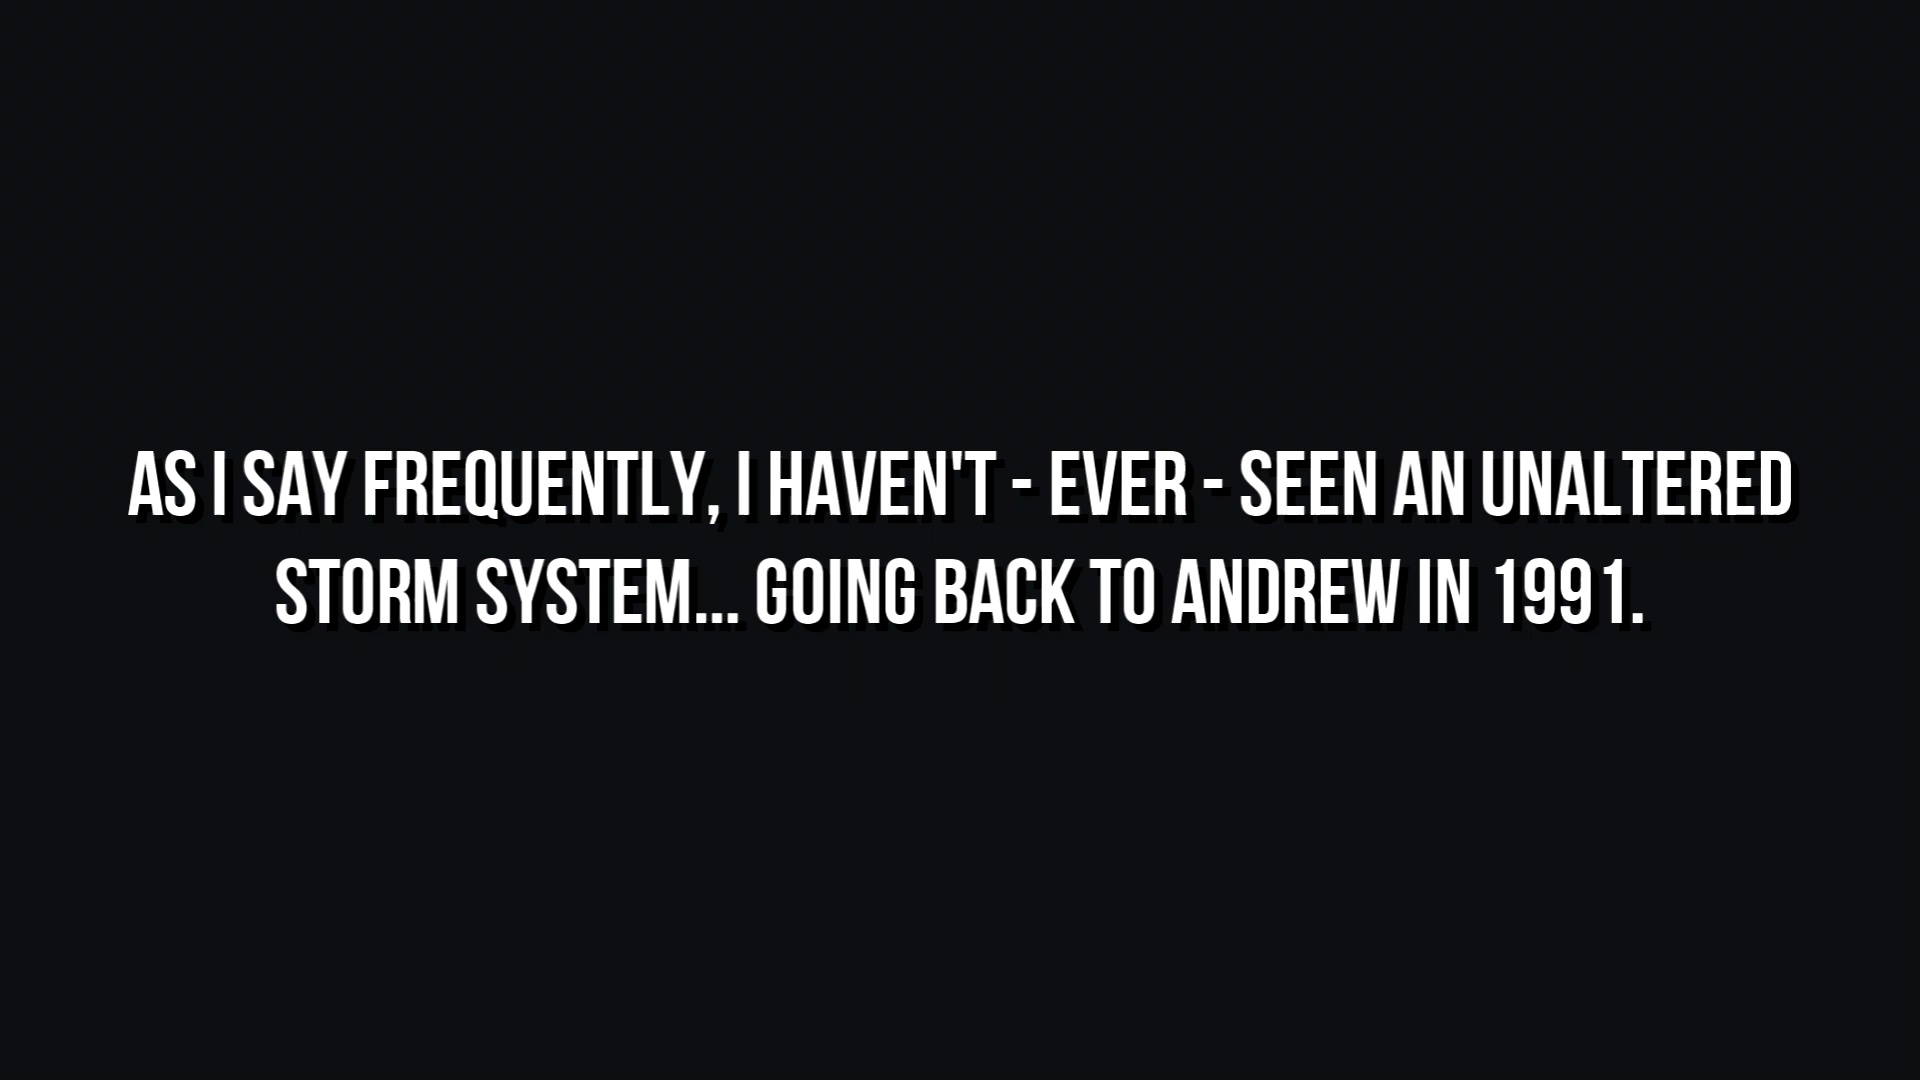 AS I SAY FREQUENTLY, I HAVEN'T - EVER - SEEN AN UNALTERED
STORM SYSTEM... GOING BACK TO ANDREW IN 1991.